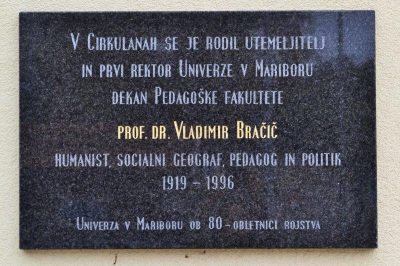 V Cirkulanah se je rodil utemeljitelj
in prvi rektor Univerze v Mariboru
dekan Pedagoške fakultete
prof. dr. Vladimir Bračič
humanist, socialni geograf, pedagog in politik
1919 – 1996
Univerza v Mariboru ob 80-obletnici rojstva